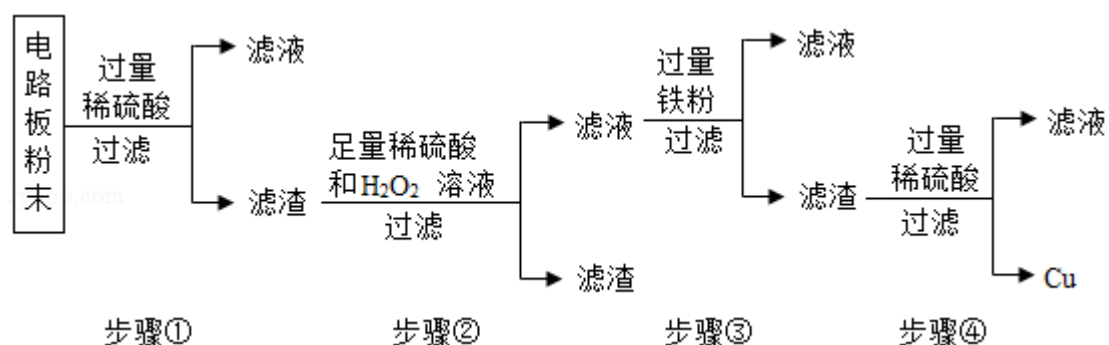 电路板粉末
过量
稀硫酸
过滤
滤液
滤渣
足量稀硫酸
和H₂O₂ 溶液
过滤
滤液
滤渣
过量
铁粉
过滤
滤液
滤渣
过量
稀硫酸
过滤
滤液
Cu
步骤①
步骤②
步骤③
步骤④